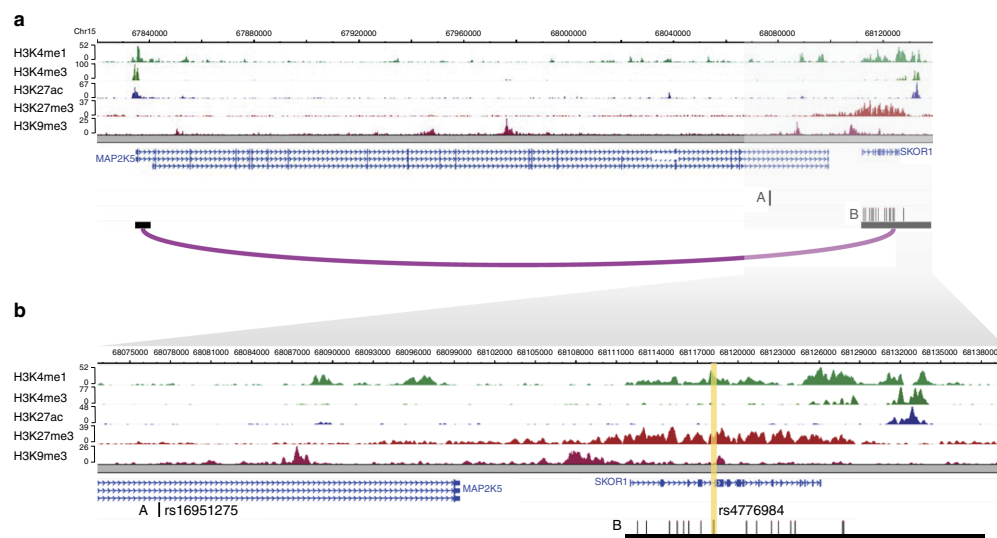 a
Chr15 67840000 67880000 67920000 67960000 68000000 68040000 68080000 68120000
H3K4me1 52 0
H3K4me3 100 0
H3K27ac 67 0
H3K27me3 37 0
H3K9me3 25 0
MAP2K5 SKOR1
A
B
b
68075000 68078000 68081000 68084000 68087000 68090000 68093000 68096000 68099000 68102000 68105000 68108000 68111000 68114000 68117000 68120000 68123000 68126000 68129000 68132000 68135000 68138000
H3K4me1 52 0
H3K4me3 77 0
H3K27ac 48 0
H3K27me3 39 0
H3K9me3 26 0
MAP2K5 SKOR1
A rs16951275 rs4776984
B